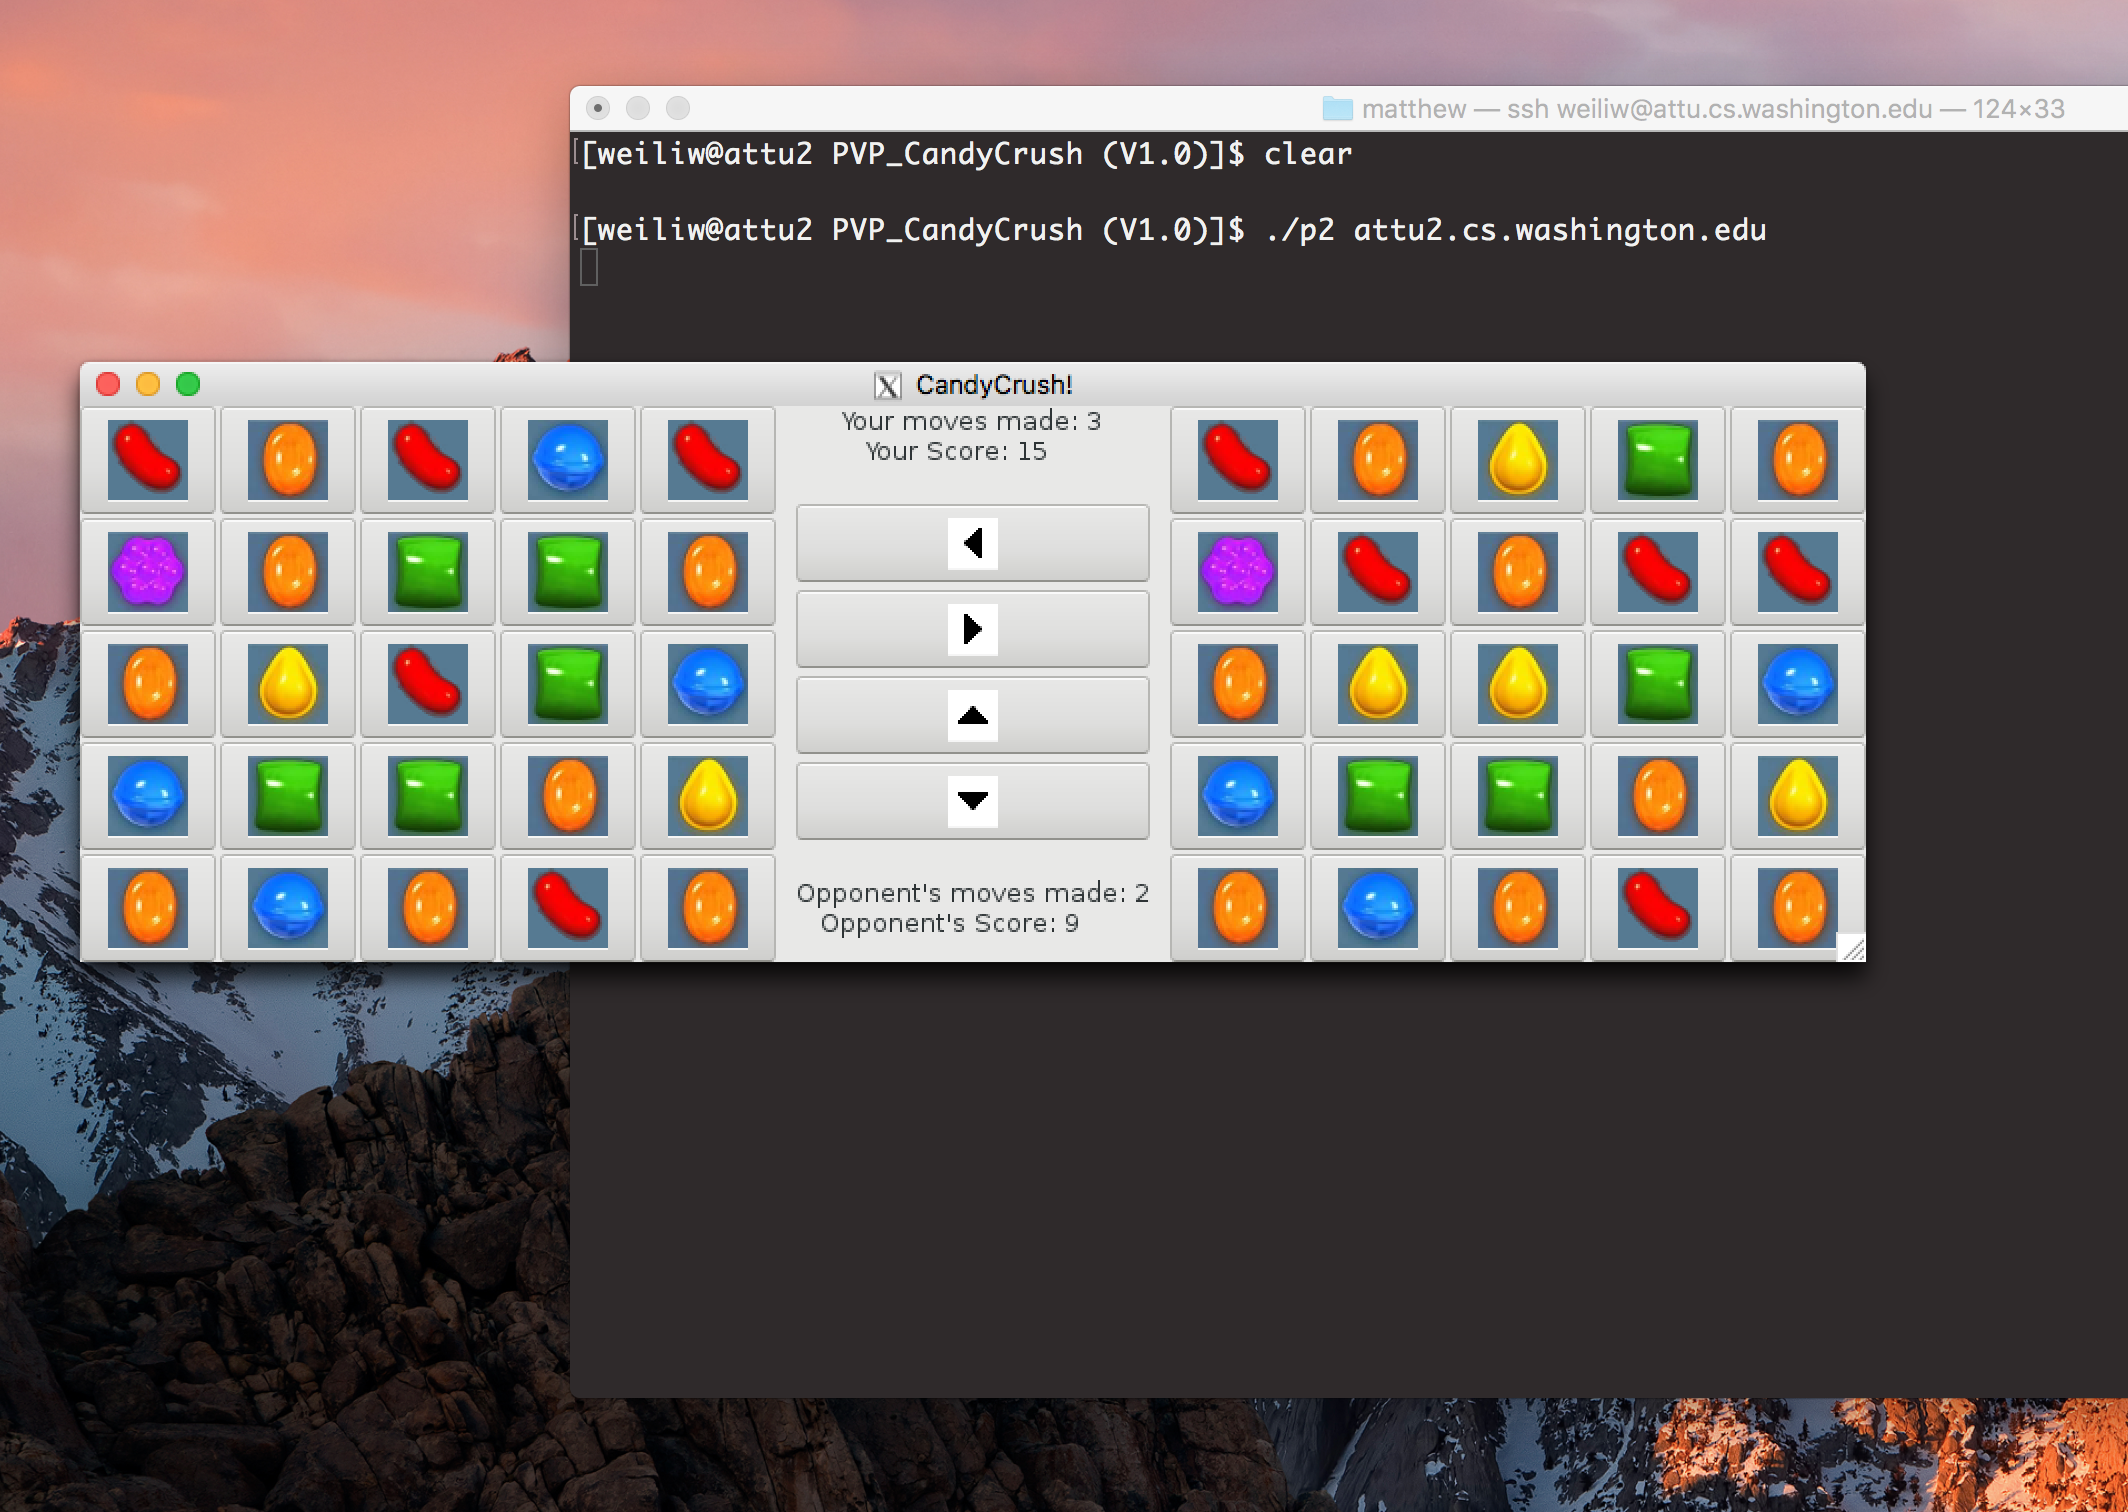 matthew — ssh weiliw@attu.cs.washington.edu — 124×33
[[weiliw@attu2 PVP_CandyCrush (V1.0)]$ clear
[[weiliw@attu2 PVP_CandyCrush (V1.0)]$ ./p2 attu2.cs.washington.edu
X CandyCrush!
Your moves made: 3
Your Score: 15
Opponent's moves made: 2
Opponent's Score: 9